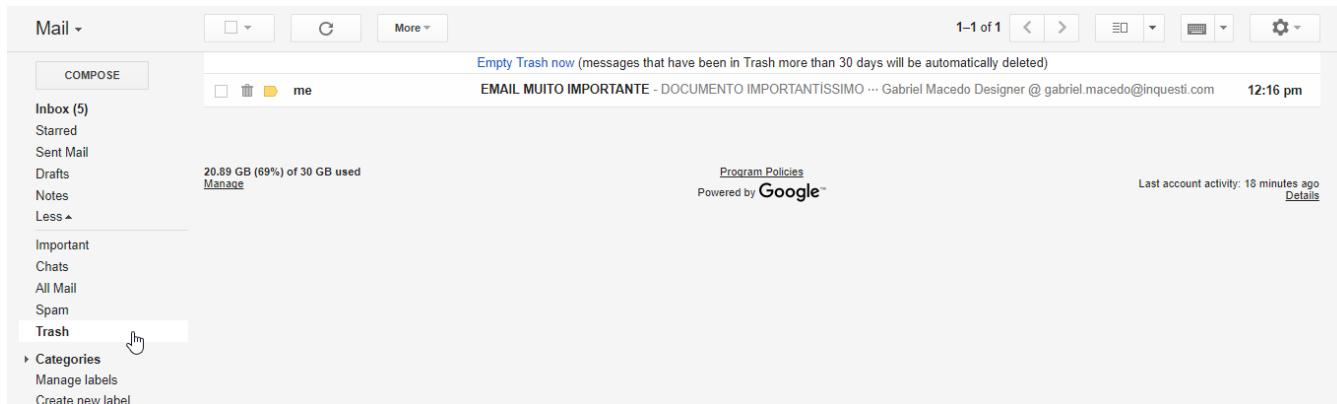 Mail
More
1–1 of 1
COMPOSE
Empty Trash now (messages that have been in Trash more than 30 days will be automatically deleted)
me EMAIL MUITO IMPORTANTE - DOCUMENTO IMPORTANTÍSSIMO ··· Gabriel Macedo Designer @ gabriel.macedo@inquesti.com 12:16 pm
Inbox (5)
Starred
Sent Mail
Drafts
Notes
Less
Important
Chats
All Mail
Spam
Trash
Categories
Manage labels
Create new label
20.89 GB (69%) of 30 GB used
Manage
Program Policies
Powered by Google™
Last account activity: 18 minutes ago
Details